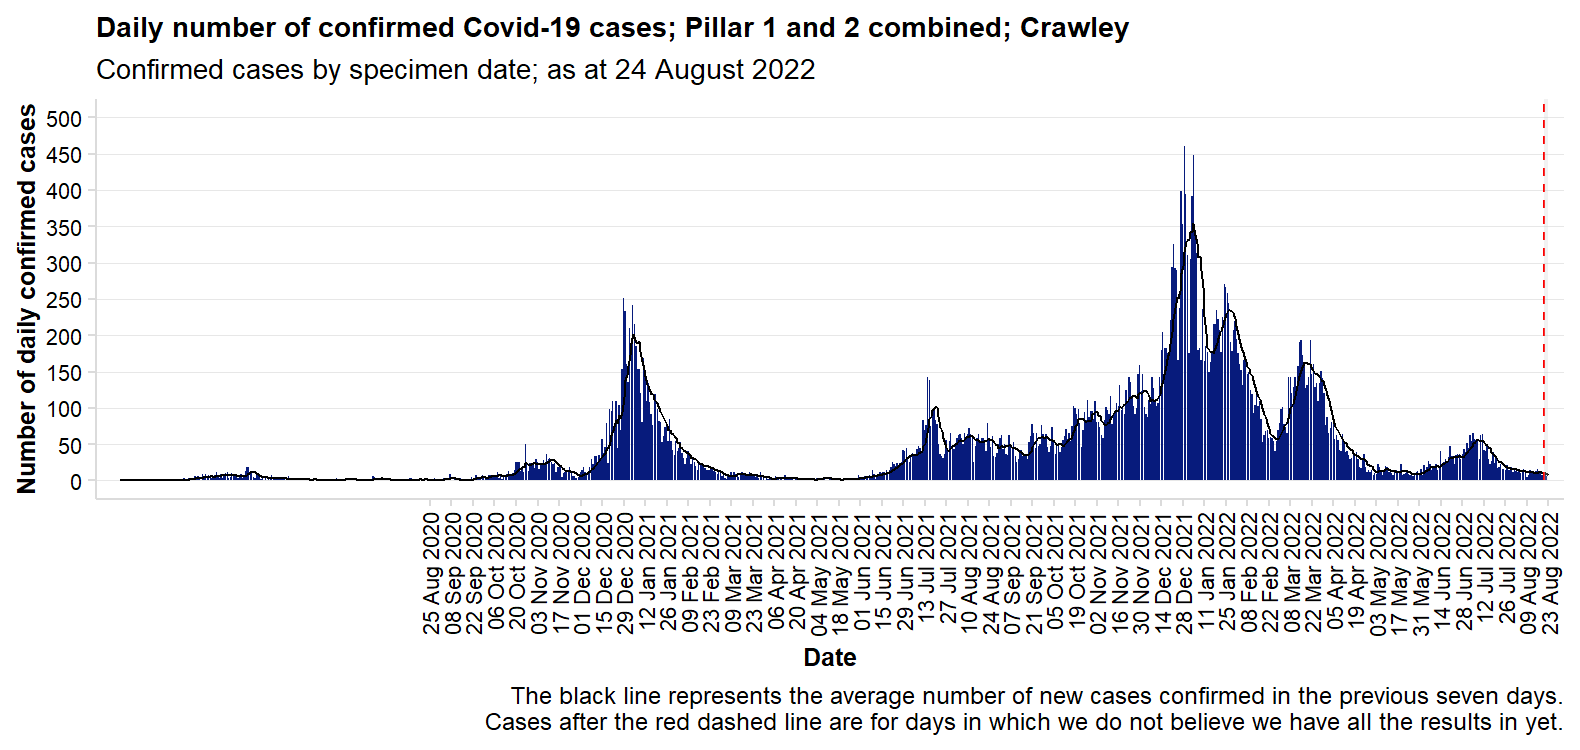 Daily number of confirmed Covid-19 cases; Pillar 1 and 2 combined; Crawley
Confirmed cases by specimen date; as at 24 August 2022
Number of daily confirmed cases
500
450
400
350
300
250
200
150
100
50
0
25 Aug 2020
08 Sep 2020
22 Sep 2020
06 Oct 2020
20 Oct 2020
03 Nov 2020
17 Nov 2020
01 Dec 2020
15 Dec 2020
29 Dec 2020
12 Jan 2021
26 Jan 2021
09 Feb 2021
23 Feb 2021
09 Mar 2021
23 Mar 2021
06 Apr 2021
20 Apr 2021
04 May 2021
18 May 2021
01 Jun 2021
15 Jun 2021
29 Jun 2021
13 Jul 2021
27 Jul 2021
10 Aug 2021
24 Aug 2021
07 Sep 2021
21 Sep 2021
05 Oct 2021
19 Oct 2021
02 Nov 2021
16 Nov 2021
30 Nov 2021
14 Dec 2021
28 Dec 2021
11 Jan 2022
25 Jan 2022
08 Feb 2022
22 Feb 2022
08 Mar 2022
22 Mar 2022
05 Apr 2022
19 Apr 2022
03 May 2022
17 May 2022
31 May 2022
14 Jun 2022
28 Jun 2022
12 Jul 2022
26 Jul 2022
09 Aug 2022
23 Aug 2022
Date
The black line represents the average number of new cases confirmed in the previous seven days.
Cases after the red dashed line are for days in which we do not believe we have all the results in yet.